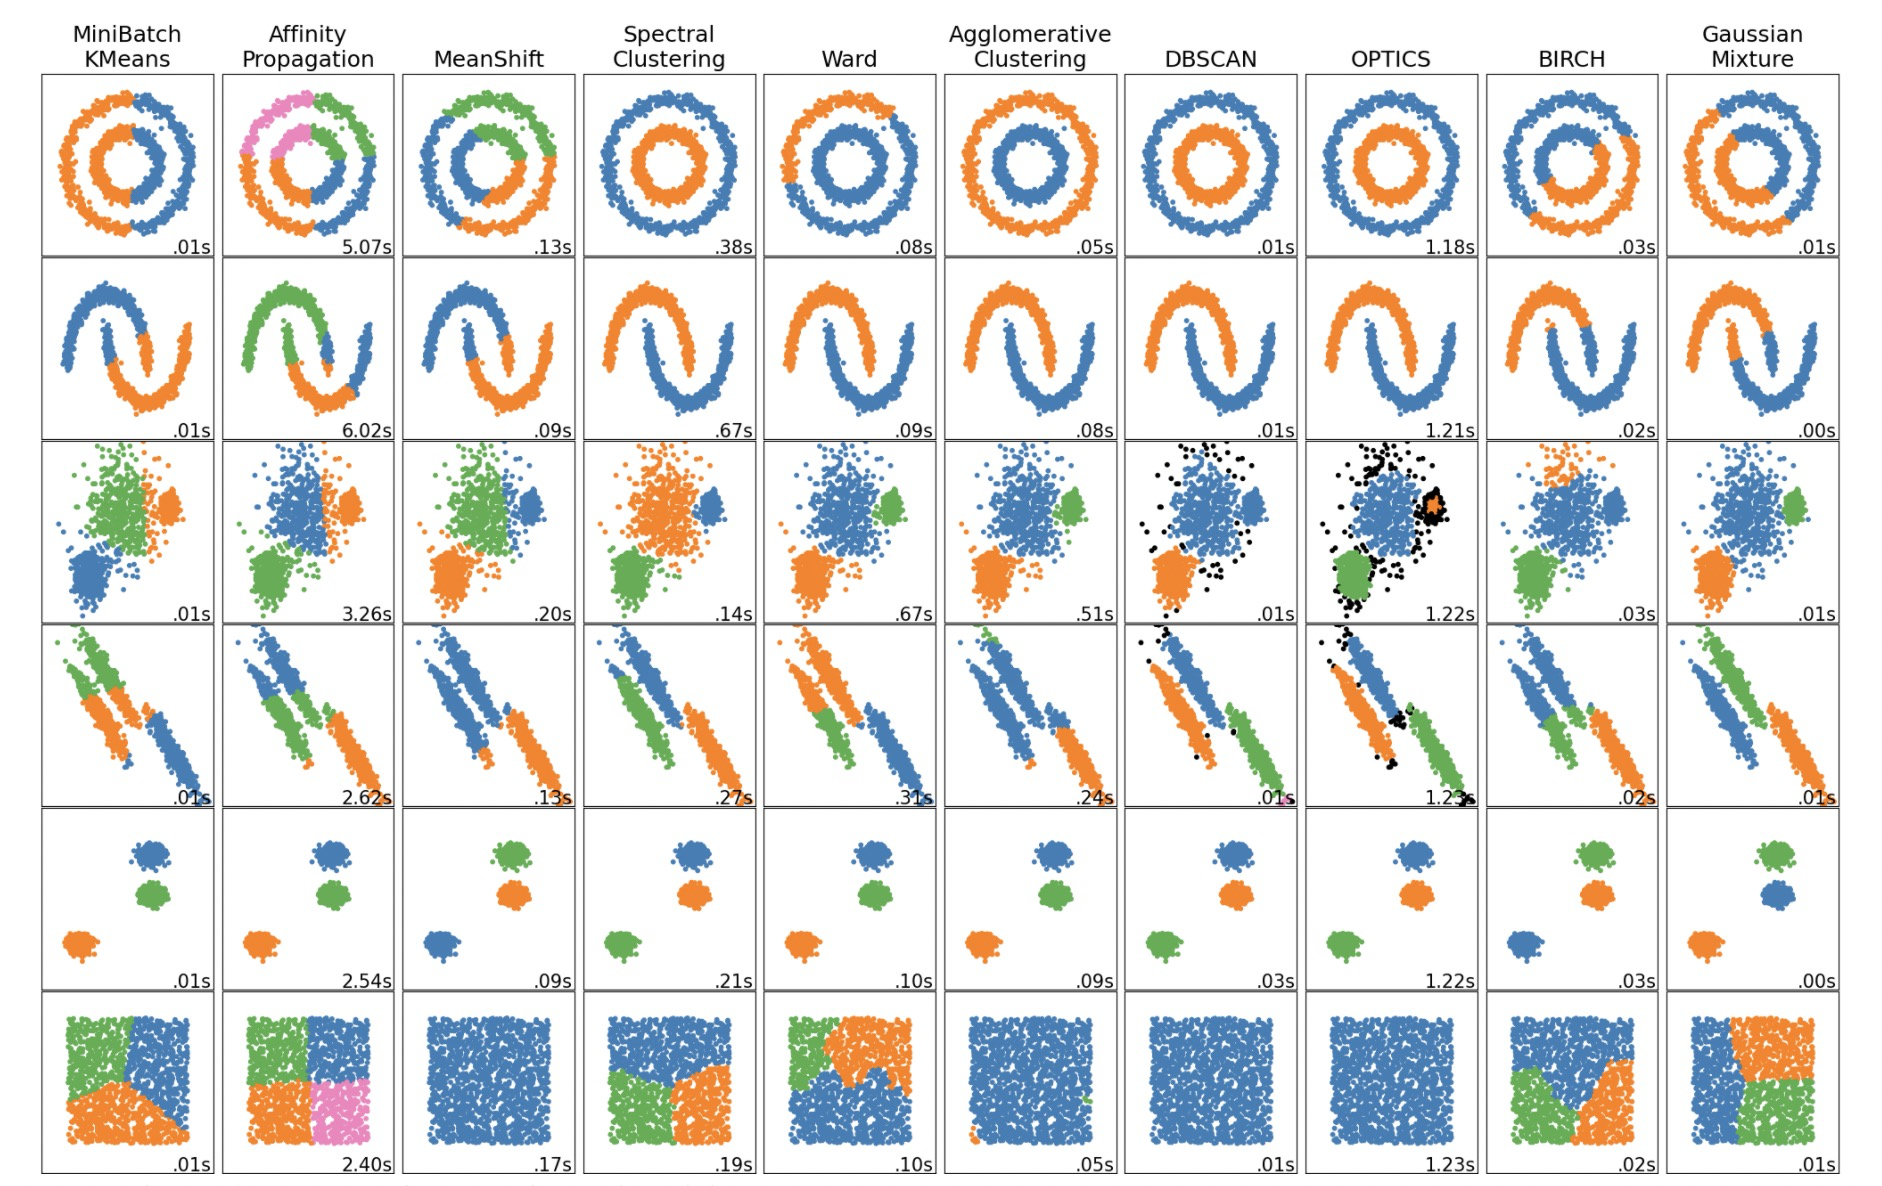 MiniBatch
KMeans
Affinity
Propagation
MeanShift
Spectral
Clustering
Ward
Agglomerative
Clustering
DBSCAN
OPTICS
BIRCH
Gaussian
Mixture
.01s
5.07s
.13s
.38s
.08s
.05s
.01s
1.18s
.03s
.01s
.01s
6.02s
.09s
.67s
.09s
.08s
.01s
1.21s
.02s
.00s
.01s
3.26s
.20s
.14s
.67s
.51s
.01s
1.22s
.03s
.01s
.01s
2.62s
.13s
.27s
.31s
.24s
.01s
1.23s
.02s
.01s
.01s
2.54s
.09s
.21s
.10s
.09s
.03s
1.22s
.03s
.00s
.01s
2.40s
.17s
.19s
.10s
.05s
.01s
1.23s
.02s
.01s